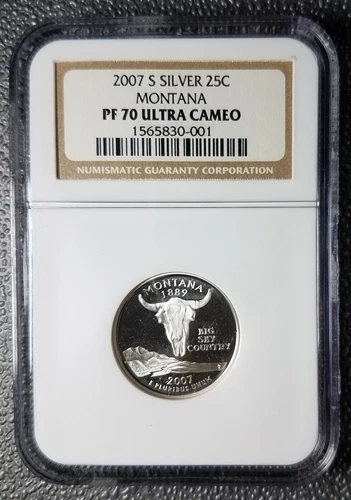 2007 S SILVER 25C
MONTANA
PF 70 ULTRA CAMEO
1565830-001
NUMISMATIC GUARANTY CORPORATION
MONTANA
1889
BIG
SKY
COUNTRY
2007
E PLURIBUS UNUM